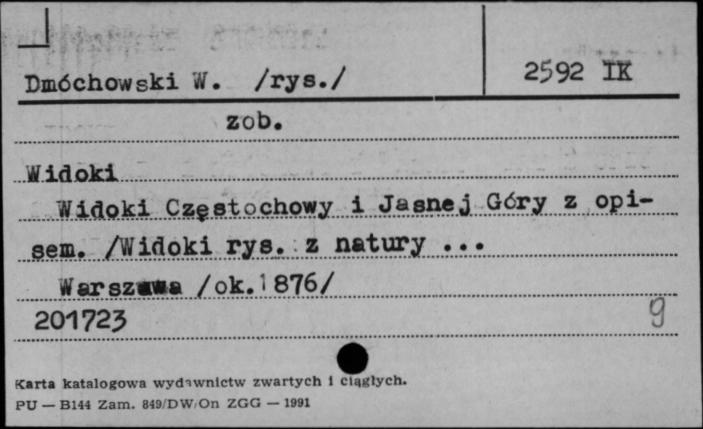 Dmóchowski W. /rys./ 2592 IK
zob.
Widoki
Widoki Częstochowy i Jasnej Góry z opi-
sem. /Widoki rys. z natury ...
Warszawa /ok.1876/
201723 g
Karta katalogowa wydawnictw zwartych i ciągłych.
PU — B144 Zam. 849/DW/On ZGG — 1991